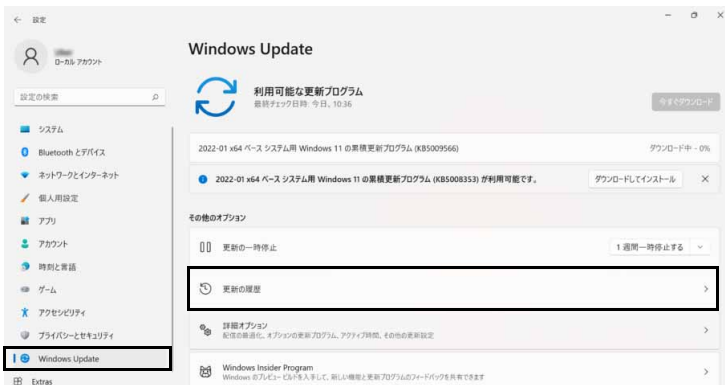 設定
ローカル アカウント
設定の検索
システム
Bluetooth とデバイス
ネットワークとインターネット
個人用設定
アプリ
アカウント
時刻と言語
ゲーム
アクセシビリティ
プライバシーとセキュリティ
Windows Update
Extras
Windows Update
利用可能な更新プログラム
最終チェック日時: 今日、10:36
今すぐダウンロード
2022-01 x64 ベース システム用 Windows 11 の累積更新プログラム (KB5009566)
ダウンロード中 - 0%
2022-01 x64 ベース システム用 Windows 11 の累積更新プログラム (KB5008353) が利用可能です。
ダウンロードしてインストール
その他のオプション
更新の一時停止
1 週間一時停止する
更新の履歴
詳細オプション
配信の最適化、オプションの更新プログラム、アクティブ時間、その他の更新設定
Windows Insider Program
Windows のプレビュー ビルドを入手して、新しい機能と更新プログラムのフィードバックを共有できます